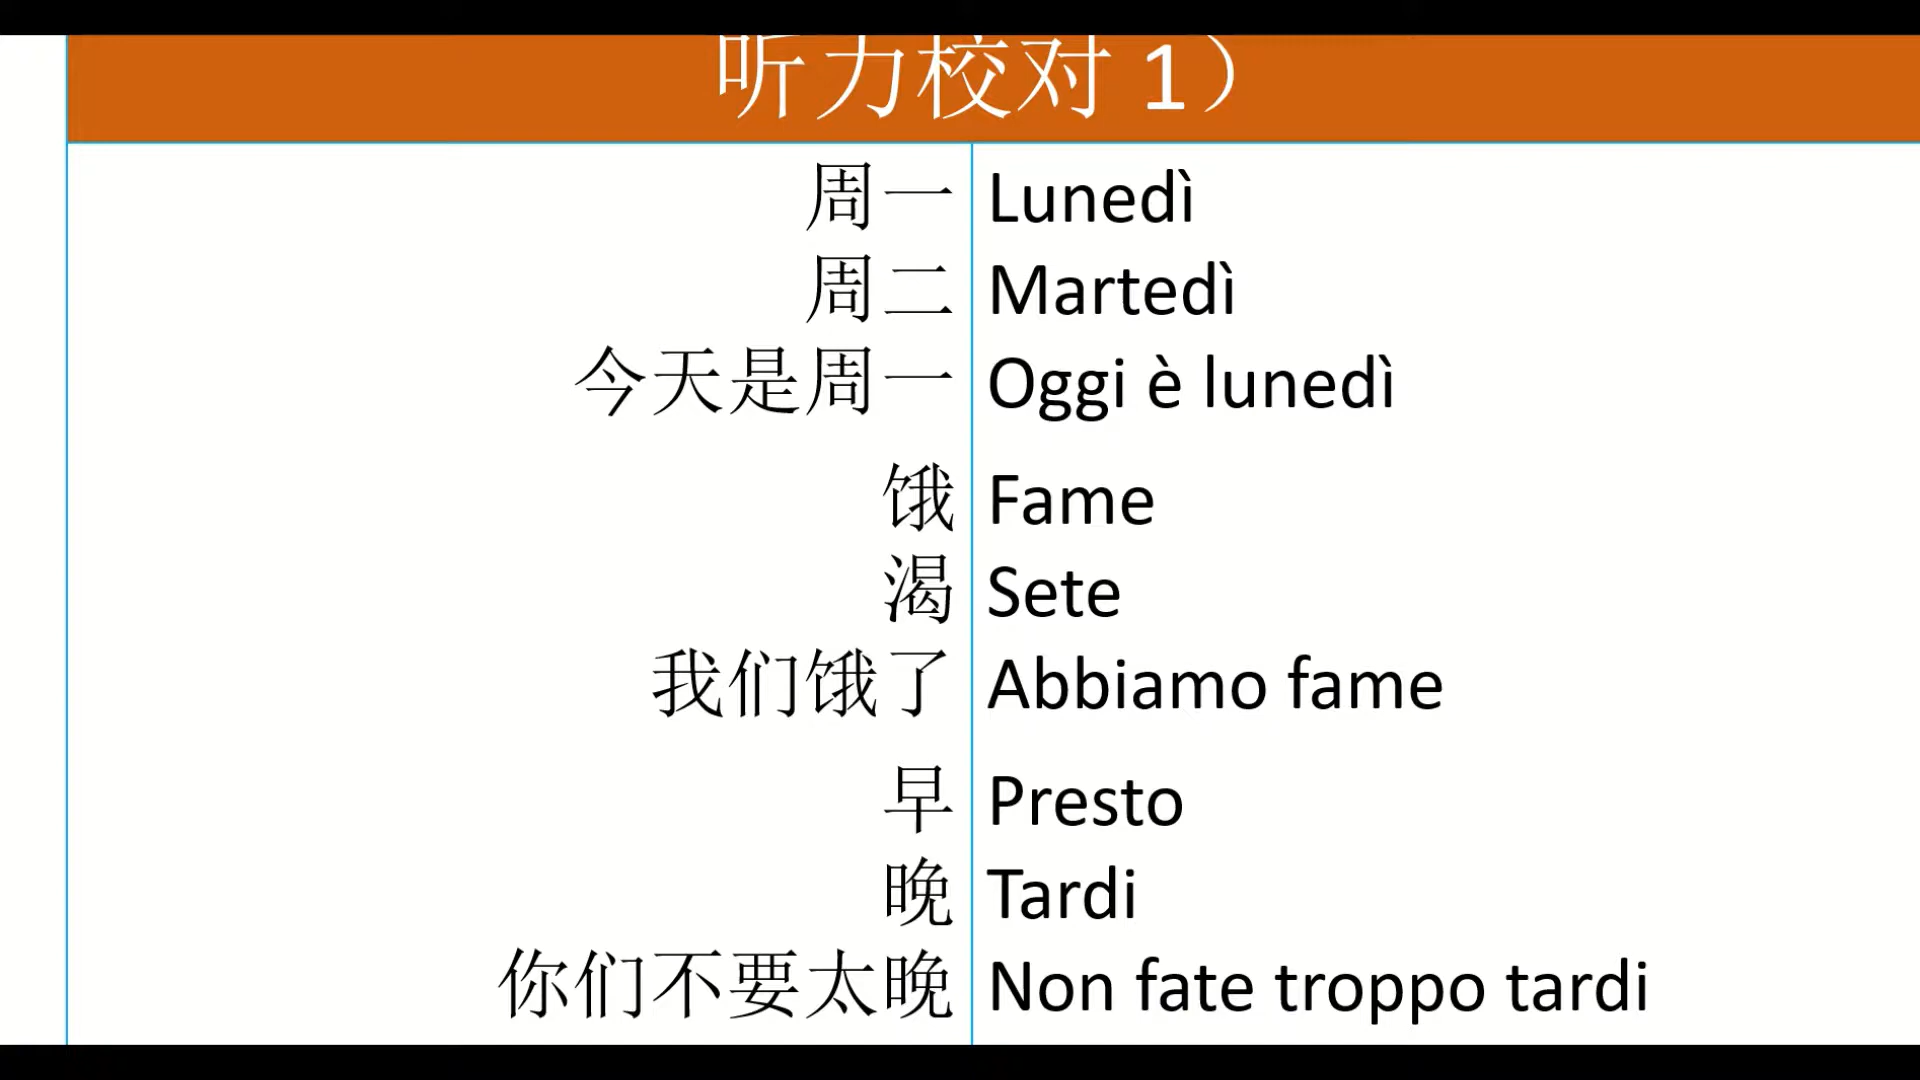 听力校对 1）
周一 Lunedì
周二 Martedì
今天是周一 Oggi è lunedì
饿 Fame
渴 Sete
我们饿了 Abbiamo fame
早 Presto
晚 Tardi
你们不要太晚 Non fate troppo tardi